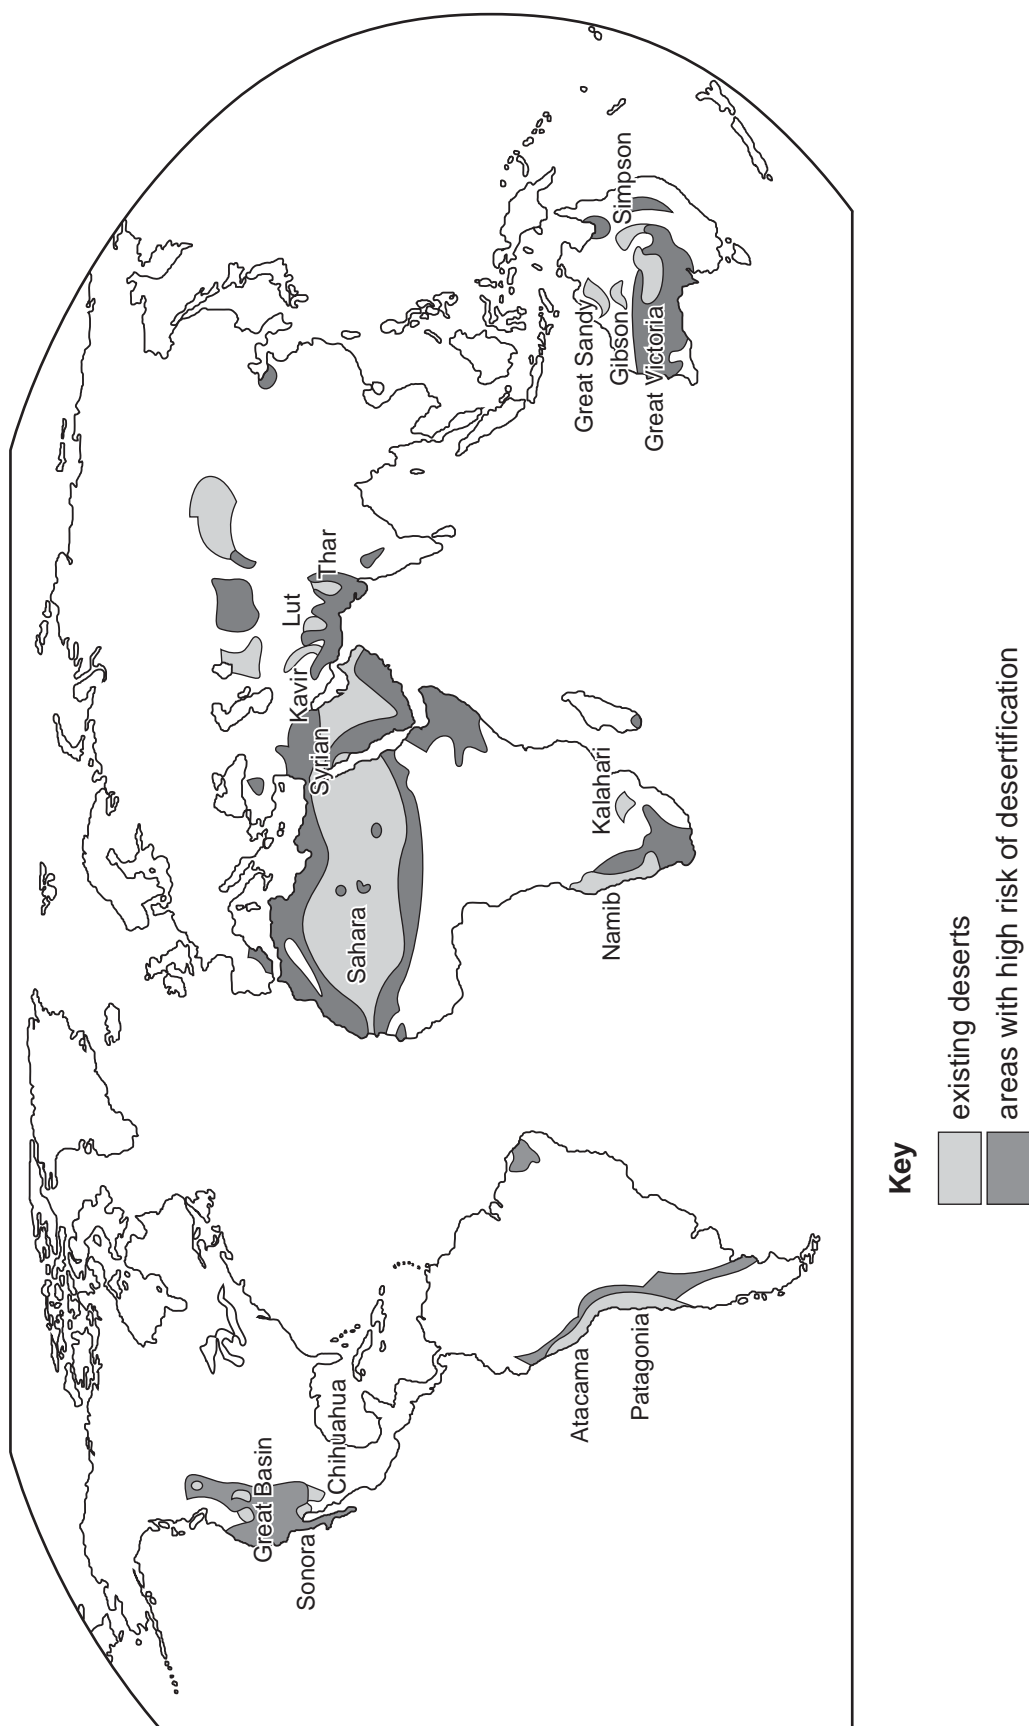 Great Basin
Sonora
Chihuahua
Atacama
Patagonia
Sahara
Syrian
Kavir
Lut
Thar
Namib
Kalahari
Great Sandy
Gibson
Great Victoria
Simpson
Key
existing deserts
areas with high risk of desertification